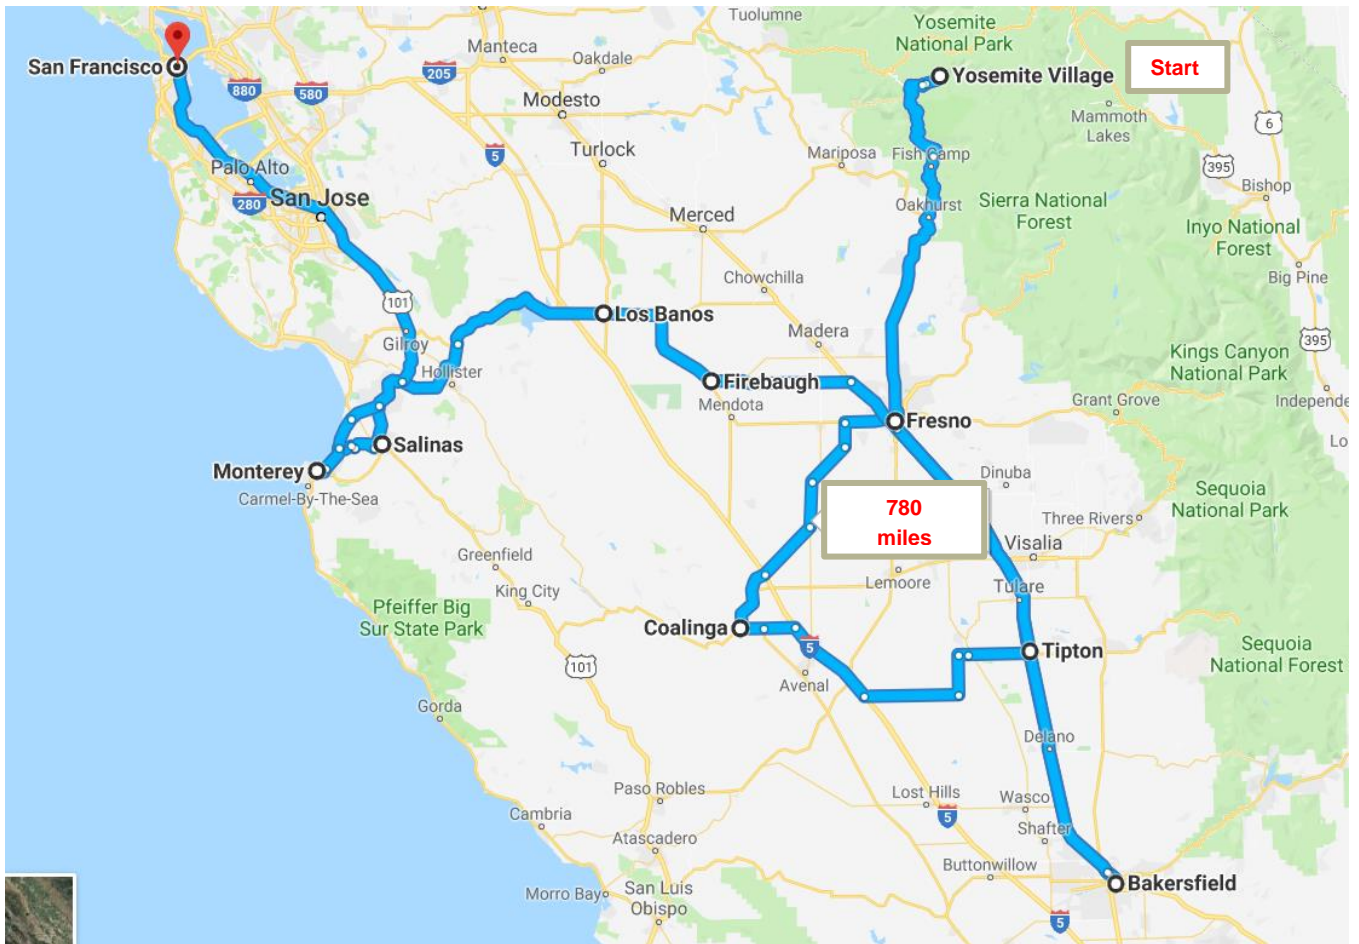 Tuolumne
Yosemite
National Park
San Francisco
Manteca
205
Oakdale
Yosemite Village
Start
880
580
Modesto
Mammoth
Lakes
6
5
Turlock
Mariposa
Fish Camp
395
Palo Alto
Bishop
280
San Jose
Oakhurst
Sierra National
Forest
Merced
Inyo National
Forest
Chowchilla
Big Pine
101
Los Banos
Madera
395
Gilroy
Kings Canyon
National Park
Hollister
Firebaugh
Mendota
Grant Grove
Independe
Fresno
Lo
Salinas
Monterey
Dinuba
Carmel-By-The-Sea
Sequoia
National Park
780
miles
Three Rivers
Greenfield
Visalia
Lemoore
King City
Tulare
Pfeiffer Big
Sur State Park
Coalinga
5
Tipton
Sequoia
National Forest
101
Avenal
Gorda
Delano
Paso Robles
Lost Hills
Wasco
Cambria
5
Shafter
Atascadero
Buttonwillow
Bakersfield
Morro Bay
San Luis
Obispo
5